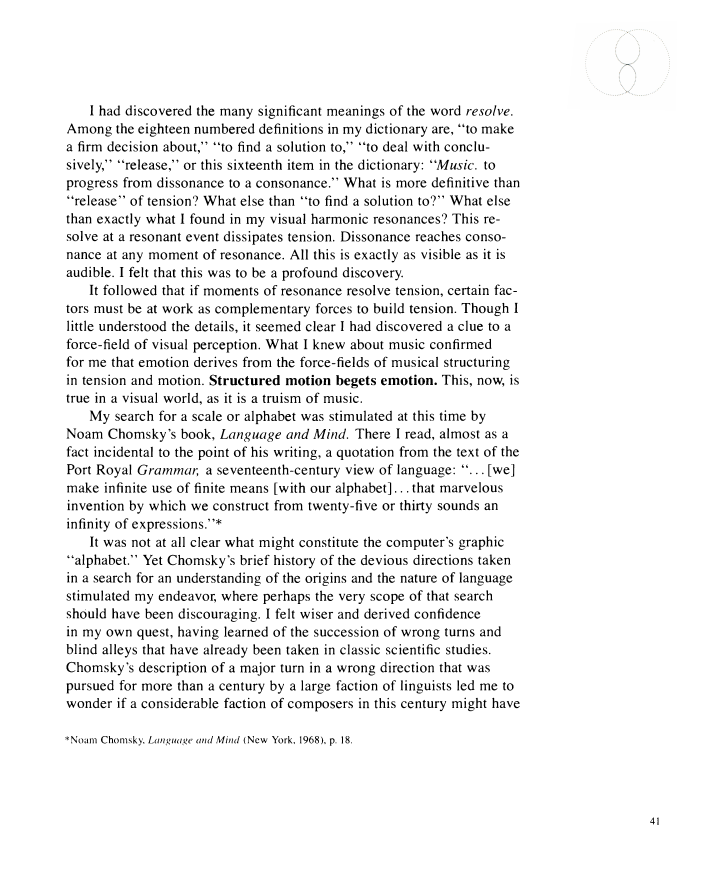 I had discovered the many significant meanings of the word resolve.
Among the eighteen numbered definitions in my dictionary are, “to make
a firm decision about,” “to find a solution to,” “to deal with conclu-
sively,” “release,” or this sixteenth item in the dictionary: “Music. to
progress from dissonance to a consonance.” What is more definitive than
“release” of tension? What else than “to find a solution to?” What else
than exactly what I found in my visual harmonic resonances? This re-
solve at a resonant event dissipates tension. Dissonance reaches conso-
nance at any moment of resonance. All this is exactly as visible as it is
audible. I felt that this was to be a profound discovery.
It followed that if moments of resonance resolve tension, certain fac-
tors must be at work as complementary forces to build tension. Though I
little understood the details, it seemed clear I had discovered a clue to a
force-field of visual perception. What I knew about music confirmed
for me that emotion derives from the force-fields of musical structuring
in tension and motion. Structured motion begets emotion. This, now, is
true in a visual world, as it is a truism of music.
My search for a scale or alphabet was stimulated at this time by
Noam Chomsky’s book, Language and Mind. There I read, almost as a
fact incidental to the point of his writing, a quotation from the text of the
Port Royal Grammar, a seventeenth-century view of language: “...[we]
make infinite use of finite means [with our alphabet]...that marvelous
invention by which we construct from twenty-five or thirty sounds an
infinity of expressions.”*
It was not at all clear what might constitute the computer’s graphic
“alphabet.” Yet Chomsky’s brief history of the devious directions taken
in a search for an understanding of the origins and the nature of language
stimulated my endeavor, where perhaps the very scope of that search
should have been discouraging. I felt wiser and derived confidence
in my own quest, having learned of the succession of wrong turns and
blind alleys that have already been taken in classic scientific studies.
Chomsky’s description of a major turn in a wrong direction that was
pursued for more than a century by a large faction of linguists led me to
wonder if a considerable faction of composers in this century might have
*Noam Chomsky, Language and Mind (New York, 1968), p. 18.
41